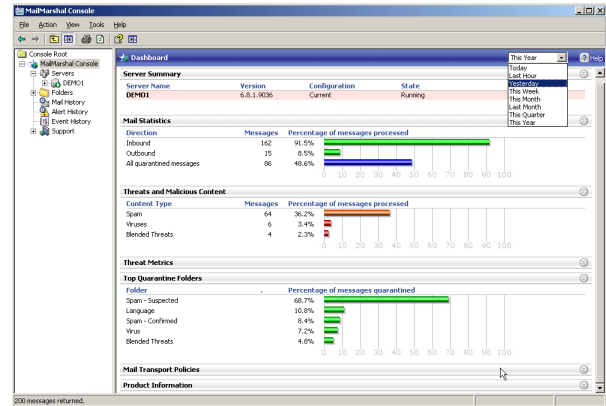 MailMarshal Console
File Action View Tools Help
Console Root
MailMarshal Console
Servers
DEMO1
Folders
Mail History
Alert History
Event History
Support
Dashboard
This Year
Help
Today
Last Hour
Yesterday
This Week
This Month
Last Month
This Quarter
This Year
Server Summary
Server Name Version Configuration State
DEMO1 6.8.1.9036 Current Running
Mail Statistics
Direction Messages Percentage of messages processed
Inbound 162 91.5%
Outbound 15 8.5%
All quarantined messages 86 48.6%
0 10 20 30 40 50 60 70 80 90 100
Threats and Malicious Content
Content Type Messages Percentage of messages processed
Spam 64 36.2%
Viruses 6 3.4%
Blended Threats 4 2.3%
0 10 20 30 40 50 60 70 80 90 100
Threat Metrics
Top Quarantine Folders
Folder . Percentage of messages quarantined
Spam - Suspected 68.7%
Language 10.8%
Spam - Confirmed 8.4%
Virus 7.2%
Blended Threats 4.8%
0 10 20 30 40 50 60 70 80 90 100
Mail Transport Policies
Product Information
200 messages returned.